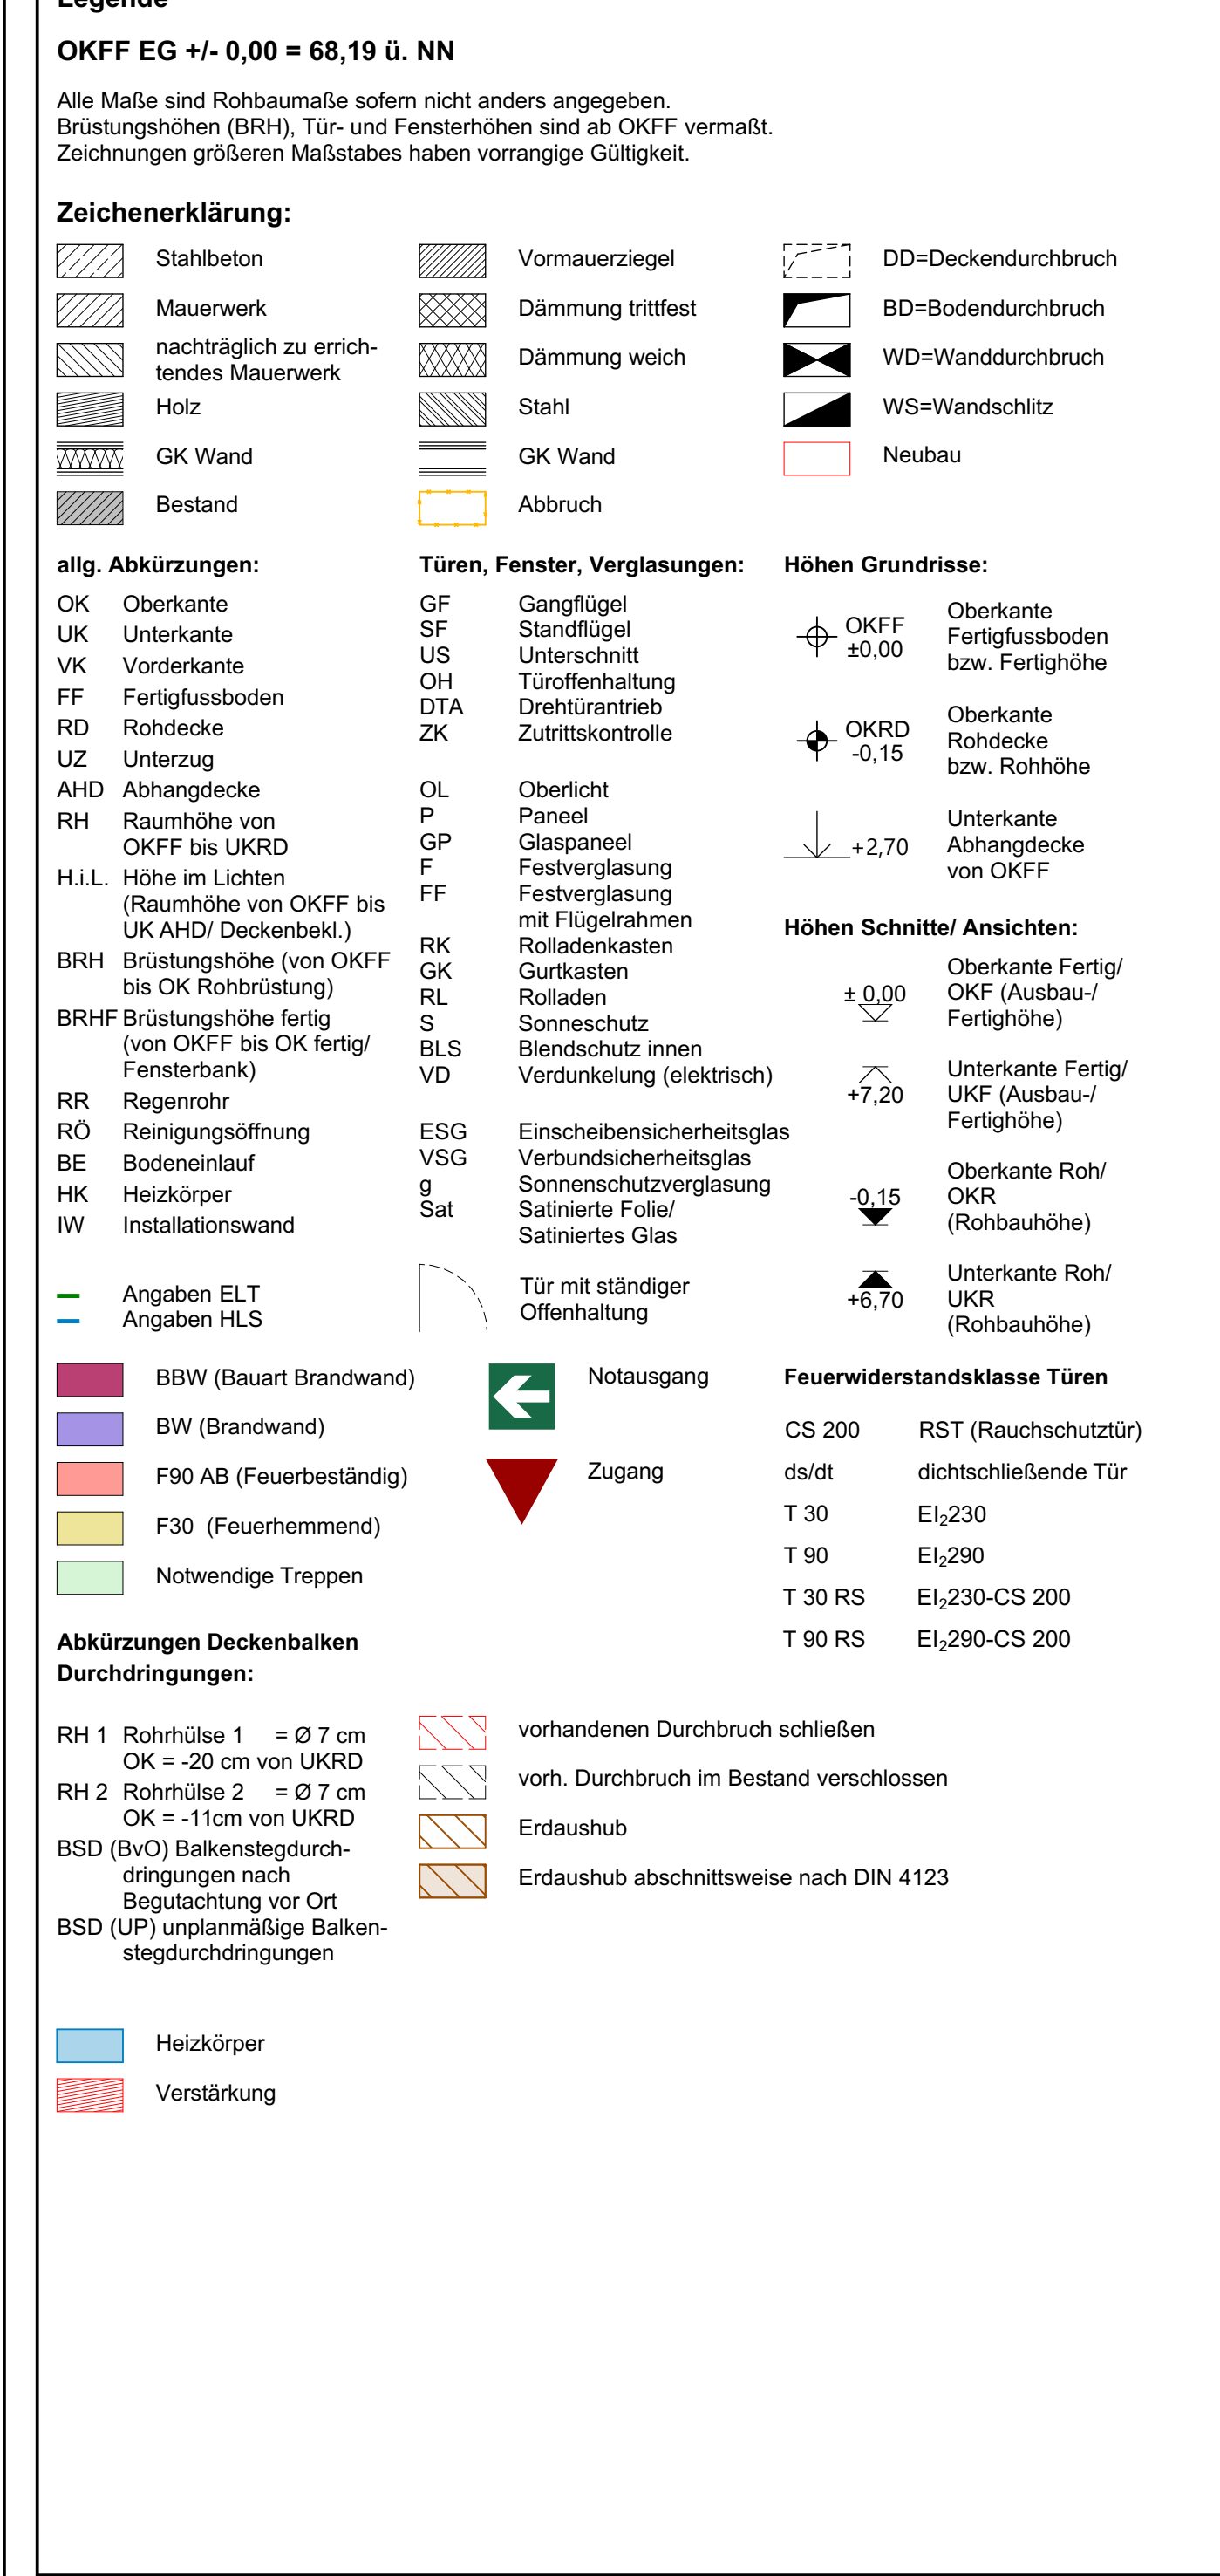 Legende
OKFF EG +/- 0,00 = 68,19 ü. NN
Alle Maße sind Rohbaumaße sofern nicht anders angegeben.
Brüstungshöhen (BRH), Tür- und Fensterhöhen sind ab OKFF vermaßt.
Zeichnungen größeren Maßstabes haben vorrangige Gültigkeit.
Zeichenerklärung:
Stahlbeton
Mauerwerk
nachträglich zu errich-
tendes Mauerwerk
Holz
GK Wand
Bestand
Vormauerziegel
Dämmung trittfest
Dämmung weich
Stahl
GK Wand
Abbruch
DD=Deckendurchbruch
BD=Bodendurchbruch
WD=Wanddurchbruch
WS=Wandschlitz
Neubau
allg. Abkürzungen:
OK Oberkante
UK Unterkante
VK Vorderkante
FF Fertigfussboden
RD Rohdecke
UZ Unterzug
AHD Abhangdecke
RH Raumhöhe von
OKFF bis UKRD
H.i.L. Höhe im Lichten
(Raumhöhe von OKFF bis
UK AHD/ Deckenbekl.)
BRH Brüstungshöhe (von OKFF
bis OK Rohbrüstung)
BRHF Brüstungshöhe fertig
(von OKFF bis OK fertig/
Fensterbank)
RR Regenrohr
RÖ Reinigungsöffnung
BE Bodeneinlauf
HK Heizkörper
IW Installationswand
Angaben ELT
Angaben HLS
Türen, Fenster, Verglasungen:
GF Gangflügel
SF Standflügel
US Unterschnitt
OH Türoffenhaltung
DTA Drehtürantrieb
ZK Zutrittskontrolle
OL Oberlicht
P Paneel
GP Glaspaneel
F Festverglasung
FF Festverglasung
mit Flügelrahmen
RK Rolladenkasten
GK Gurtkasten
RL Rolladen
S Sonneschutz
BLS Blendschutz innen
VD Verdunkelung (elektrisch)
ESG Einscheibensicherheitsglas
VSG Verbundsicherheitsglas
g Sonnenschutzverglasung
Sat Satinierte Folie/
Satiniertes Glas
Tür mit ständiger
Offenhaltung
Höhen Grundrisse:
OKFF
±0,00
Oberkante
Fertigfussboden
bzw. Fertighöhe
OKRD
-0,15
Oberkante
Rohdecke
bzw. Rohhöhe
+2,70
Unterkante
Abhangdecke
von OKFF
Höhen Schnitte/ Ansichten:
± 0,00
Oberkante Fertig/
OKF (Ausbau-/
Fertighöhe)
+7,20
Unterkante Fertig/
UKF (Ausbau-/
Fertighöhe)
-0,15
Oberkante Roh/
OKR
(Rohbauhöhe)
+6,70
Unterkante Roh/
UKR
(Rohbauhöhe)
BBW (Bauart Brandwand)
BW (Brandwand)
F90 AB (Feuerbeständig)
F30 (Feuerhemmend)
Notwendige Treppen
Notausgang
Zugang
Feuerwiderstandsklasse Türen
CS 200 RST (Rauchschutztür)
ds/dt dichtschließende Tür
T 30 EI₂230
T 90 EI₂290
T 30 RS EI₂230-CS 200
T 90 RS EI₂290-CS 200
Abkürzungen Deckenbalken
Durchdringungen:
RH 1 Rohrhülse 1 = Ø 7 cm
OK = -20 cm von UKRD
RH 2 Rohrhülse 2 = Ø 7 cm
OK = -11cm von UKRD
BSD (BvO) Balkenstegdurch-
dringungen nach
Begutachtung vor Ort
BSD (UP) unplanmäßige Balken-
stegdurchdringungen
vorhandenen Durchbruch schließen
vorh. Durchbruch im Bestand verschlossen
Erdaushub
Erdaushub abschnittsweise nach DIN 4123
Heizkörper
Verstärkung